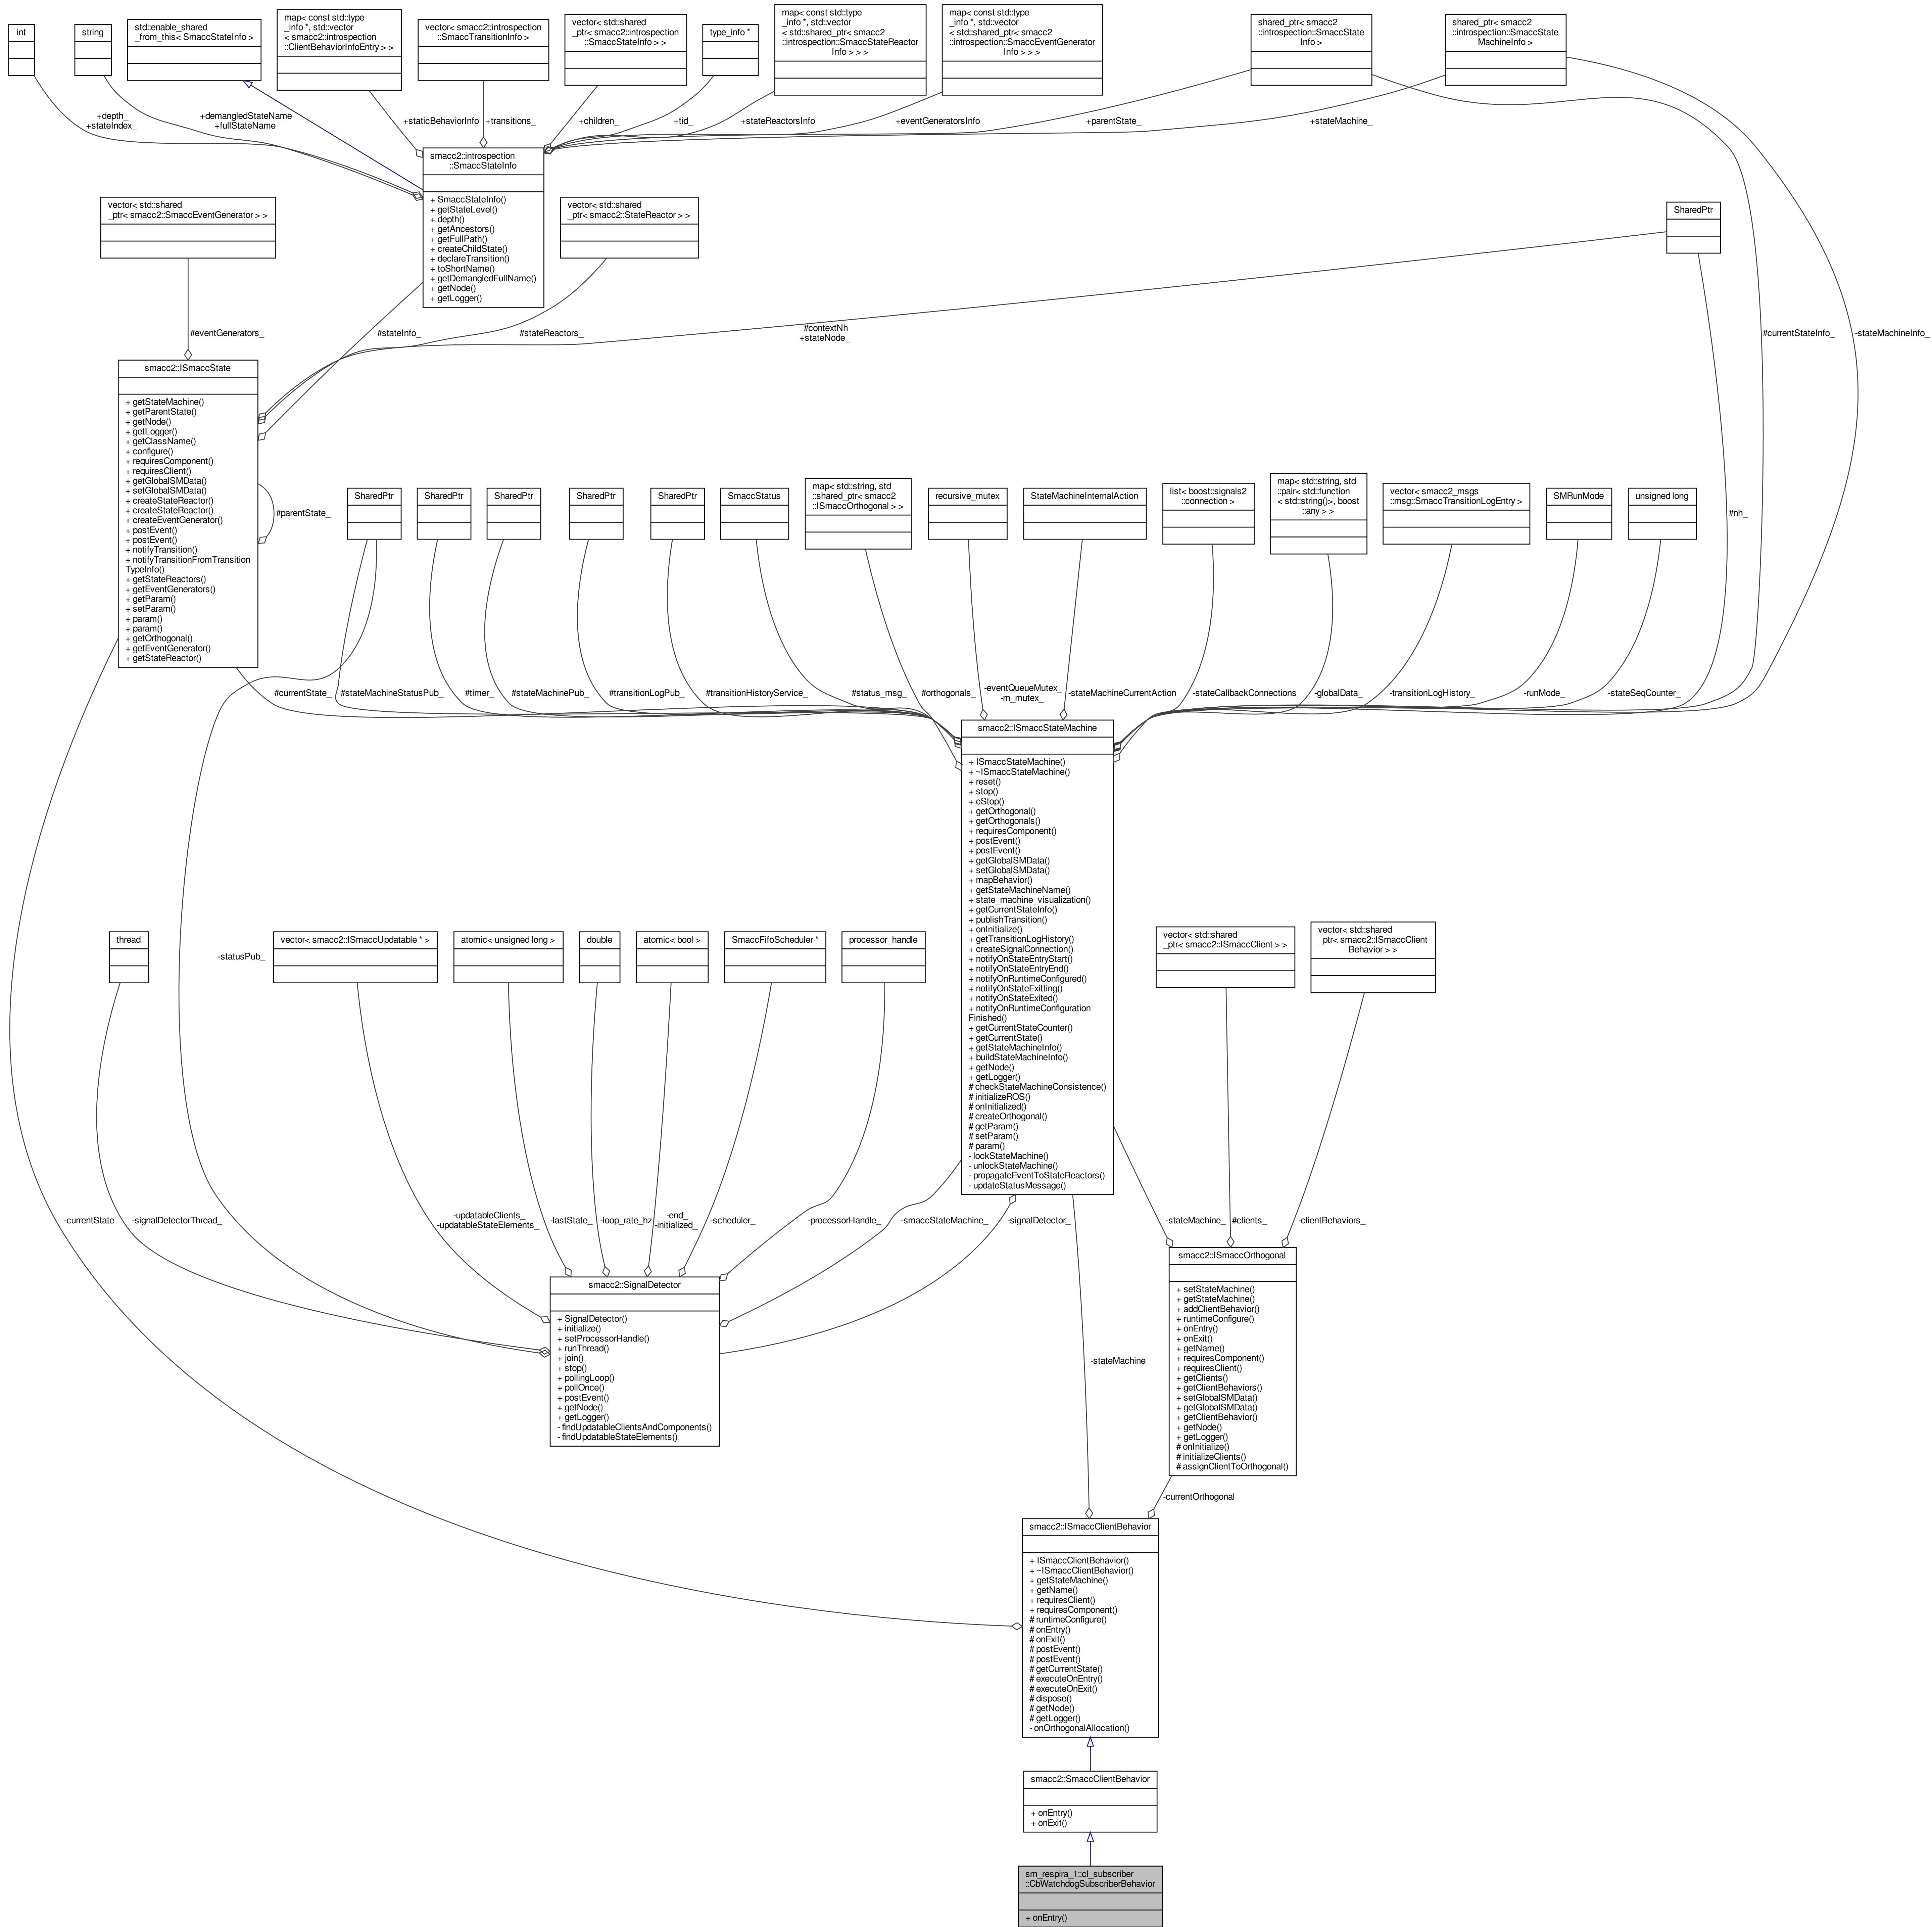 int
string
std::enable_shared
_from_this< SmaccStateInfo >
map< const std::type
_info *, std::vector
< smacc2::introspection
::ClientBehaviorInfoEntry > >
vector< smacc2::introspection
::SmaccTransitionInfo >
vector< std::shared
_ptr< smacc2::introspection
::SmaccStateInfo > >
type_info *
map< const std::type
_info *, std::vector
< std::shared_ptr< smacc2
::introspection::SmaccStateReactor
Info > > >
map< const std::type
_info *, std::vector
< std::shared_ptr< smacc2
::introspection::SmaccEventGenerator
Info > > >
shared_ptr< smacc2
::introspection::SmaccState
Info >
shared_ptr< smacc2
::introspection::SmaccState
MachineInfo >
+depth_
+stateIndex_
+demangledStateName
+fullStateName
+staticBehaviorInfo
+transitions_
+children_
+tid_
+stateReactorsInfo
+eventGeneratorsInfo
+parentState_
+stateMachine_
smacc2::introspection
::SmaccStateInfo
+ SmaccStateInfo()
+ getStateLevel()
+ depth()
+ getAncestors()
+ getFullPath()
+ createChildState()
+ declareTransition()
+ toShortName()
+ getDemangledFullName()
+ getNode()
+ getLogger()
vector< std::shared
_ptr< smacc2::SmaccEventGenerator > >
vector< std::shared
_ptr< smacc2::StateReactor > >
SharedPtr
#eventGenerators_
#stateInfo_
#stateReactors_
#contextNh
+stateNode_
#currentStateInfo_
-stateMachineInfo_
smacc2::ISmaccState
+ getStateMachine()
+ getParentState()
+ getNode()
+ getLogger()
+ getClassName()
+ configure()
+ requiresComponent()
+ requiresClient()
+ getGlobalSMData()
+ setGlobalSMData()
+ createStateReactor()
+ createStateReactor()
+ createEventGenerator()
+ postEvent()
+ postEvent()
+ notifyTransition()
+ notifyTransitionFromTransition
TypeInfo()
+ getStateReactors()
+ getEventGenerators()
+ getParam()
+ setParam()
+ param()
+ param()
+ getOrthogonal()
+ getEventGenerator()
+ getStateReactor()
#parentState_
SharedPtr
SharedPtr
SharedPtr
SharedPtr
SharedPtr
SmaccStatus
map< std::string, std
::shared_ptr< smacc2
::ISmaccOrthogonal > >
recursive_mutex
StateMachineInternalAction
list< boost::signals2
::connection >
map< std::string, std
::pair< std::function
< std::string()>, boost
::any > >
vector< smacc2_msgs
::msg::SmaccTransitionLogEntry >
SMRunMode
unsigned long
#nh_
#currentState_
#stateMachineStatusPub_
#timer_
#stateMachinePub_
#transitionLogPub_
#transitionHistoryService_
#status_msg_
#orthogonals_
-eventQueueMutex_
-m_mutex_
-stateMachineCurrentAction
-stateCallbackConnections
-globalData_
-transitionLogHistory_
-runMode_
-stateSeqCounter_
smacc2::ISmaccStateMachine
+ ISmaccStateMachine()
+ ~ISmaccStateMachine()
+ reset()
+ stop()
+ eStop()
+ getOrthogonal()
+ getOrthogonals()
+ requiresComponent()
+ postEvent()
+ postEvent()
+ getGlobalSMData()
+ setGlobalSMData()
+ mapBehavior()
+ getStateMachineName()
+ state_machine_visualization()
+ getCurrentStateInfo()
+ publishTransition()
+ onInitialize()
+ getTransitionLogHistory()
+ createSignalConnection()
+ notifyOnStateEntryStart()
+ notifyOnStateEntryEnd()
+ notifyOnRuntimeConfigured()
+ notifyOnStateExitting()
+ notifyOnStateExited()
+ notifyOnRuntimeConfiguration
Finished()
+ getCurrentStateCounter()
+ getCurrentState()
+ getStateMachineInfo()
+ buildStateMachineInfo()
+ getNode()
+ getLogger()
# checkStateMachineConsistence()
# initializeROS()
# onInitialized()
# createOrthogonal()
# getParam()
# setParam()
# param()
- lockStateMachine()
- unlockStateMachine()
- propagateEventToStateReactors()
- updateStatusMessage()
thread
-statusPub_
vector< smacc2::ISmaccUpdatable * >
atomic< unsigned long >
double
atomic< bool >
SmaccFifoScheduler *
processor_handle
vector< std::shared
_ptr< smacc2::ISmaccClient > >
vector< std::shared
_ptr< smacc2::ISmaccClient
Behavior > >
-currentState
-signalDetectorThread_
-updatableClients_
-updatableStateElements_
-lastState_
-loop_rate_hz
-end_
-initialized_
-scheduler_
-processorHandle_
-smaccStateMachine_
-signalDetector_
-stateMachine_
#clients_
-clientBehaviors_
smacc2::SignalDetector
+ SignalDetector()
+ initialize()
+ setProcessorHandle()
+ runThread()
+ join()
+ stop()
+ pollingLoop()
+ pollOnce()
+ postEvent()
+ getNode()
+ getLogger()
- findUpdatableClientsAndComponents()
- findUpdatableStateElements()
smacc2::ISmaccOrthogonal
+ setStateMachine()
+ getStateMachine()
+ addClientBehavior()
+ runtimeConfigure()
+ onEntry()
+ onExit()
+ getName()
+ requiresComponent()
+ requiresClient()
+ getClients()
+ getClientBehaviors()
+ setGlobalSMData()
+ getGlobalSMData()
+ getClientBehavior()
+ getNode()
+ getLogger()
# onInitialize()
# initializeClients()
# assignClientToOrthogonal()
-stateMachine_
-currentOrthogonal
smacc2::ISmaccClientBehavior
+ ISmaccClientBehavior()
+ ~ISmaccClientBehavior()
+ getStateMachine()
+ getName()
+ requiresClient()
+ requiresComponent()
# runtimeConfigure()
# onEntry()
# onExit()
# postEvent()
# postEvent()
# getCurrentState()
# executeOnEntry()
# executeOnExit()
# dispose()
# getNode()
# getLogger()
- onOrthogonalAllocation()
smacc2::SmaccClientBehavior
+ onEntry()
+ onExit()
sm_respira_1::cl_subscriber
::CbWatchdogSubscriberBehavior
+ onEntry()